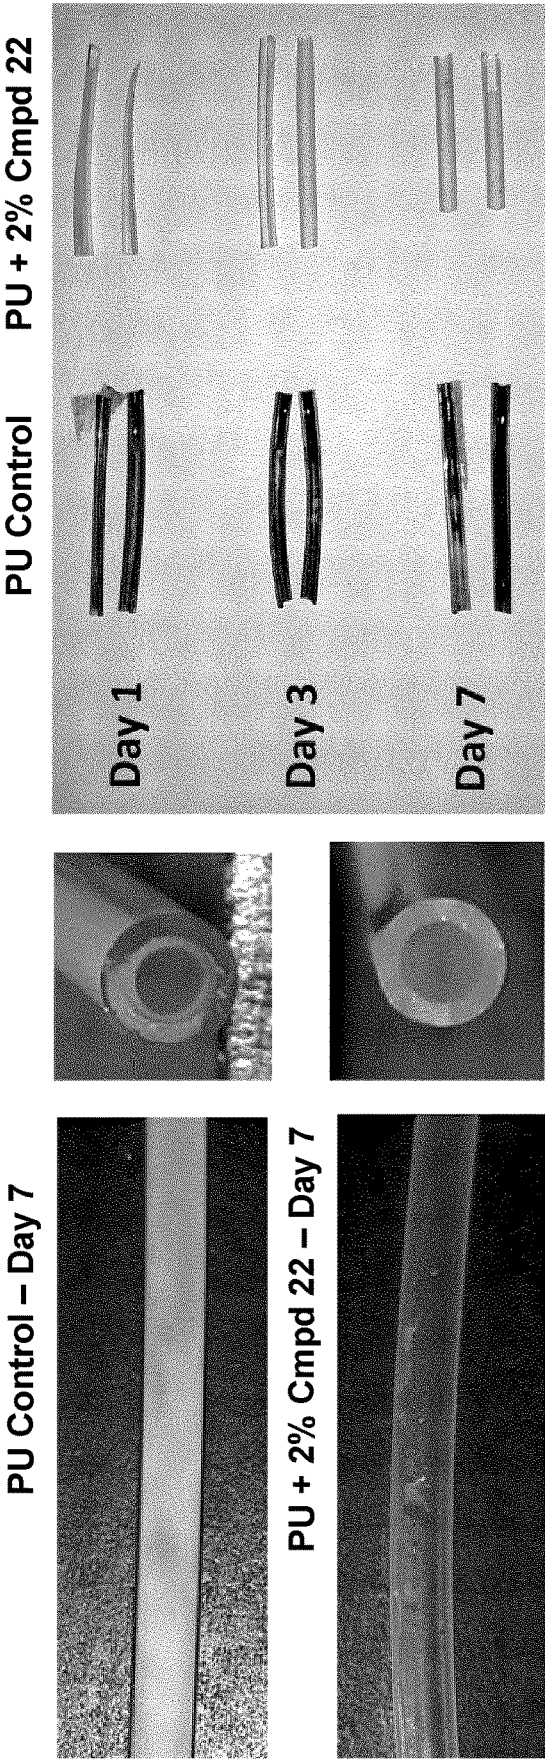 PU Control – Day 7
PU + 2% Cmpd 22 – Day 7
PU Control
PU + 2% Cmpd 22
Day 1
Day 3
Day 7